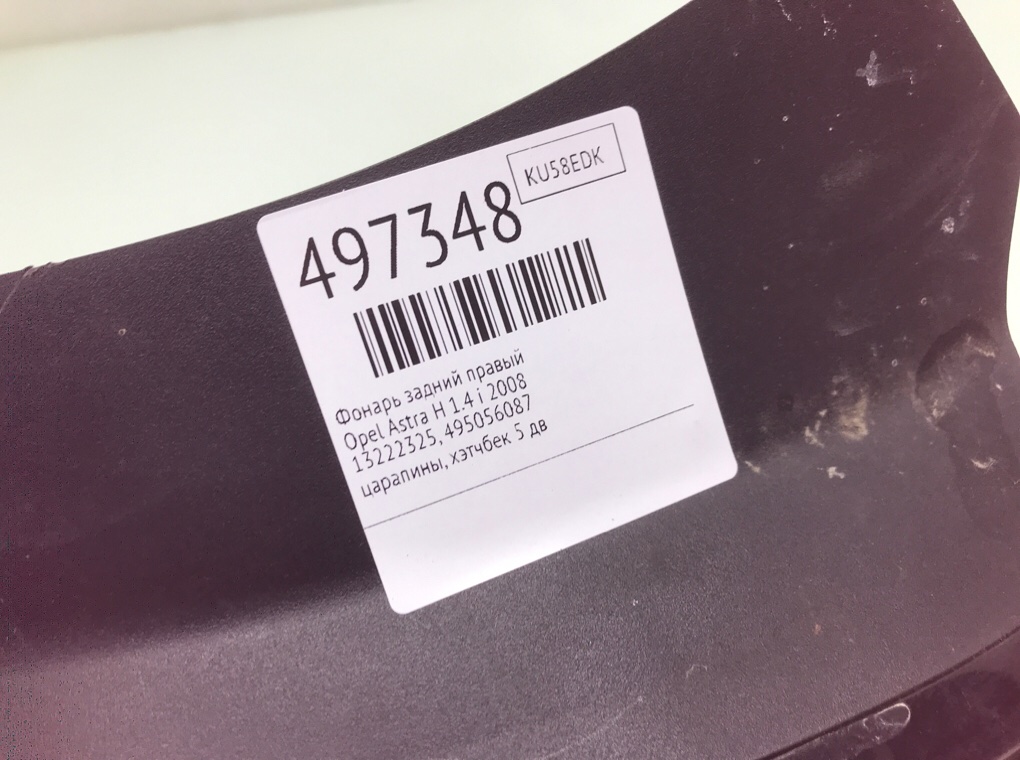 KU58EDK
497348
Фонарь задний правый
Opel Astra H 1.4 i 2008
13222325, 495056087
царапины, хэтчбек 5 дв